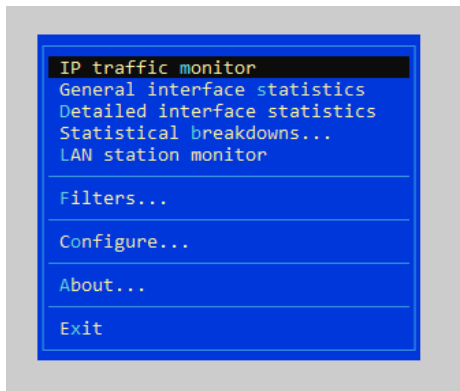 IP traffic monitor
General interface statistics
Detailed interface statistics
Statistical breakdowns...
LAN station monitor
Filters...
Configure...
About...
Exit